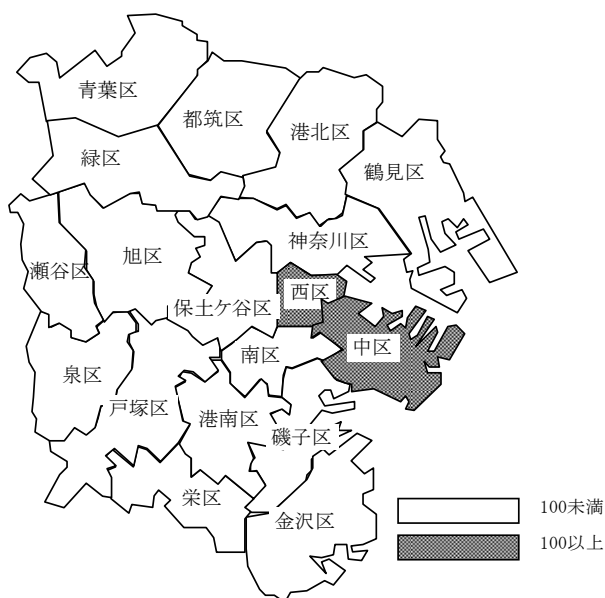 青葉区
都筑区
港北区
緑区
鶴見区
神奈川区
旭区
瀬谷区
西区
保土ケ谷区
中区
南区
泉区
戸塚区
港南区
磯子区
栄区
金沢区
100未満
100以上